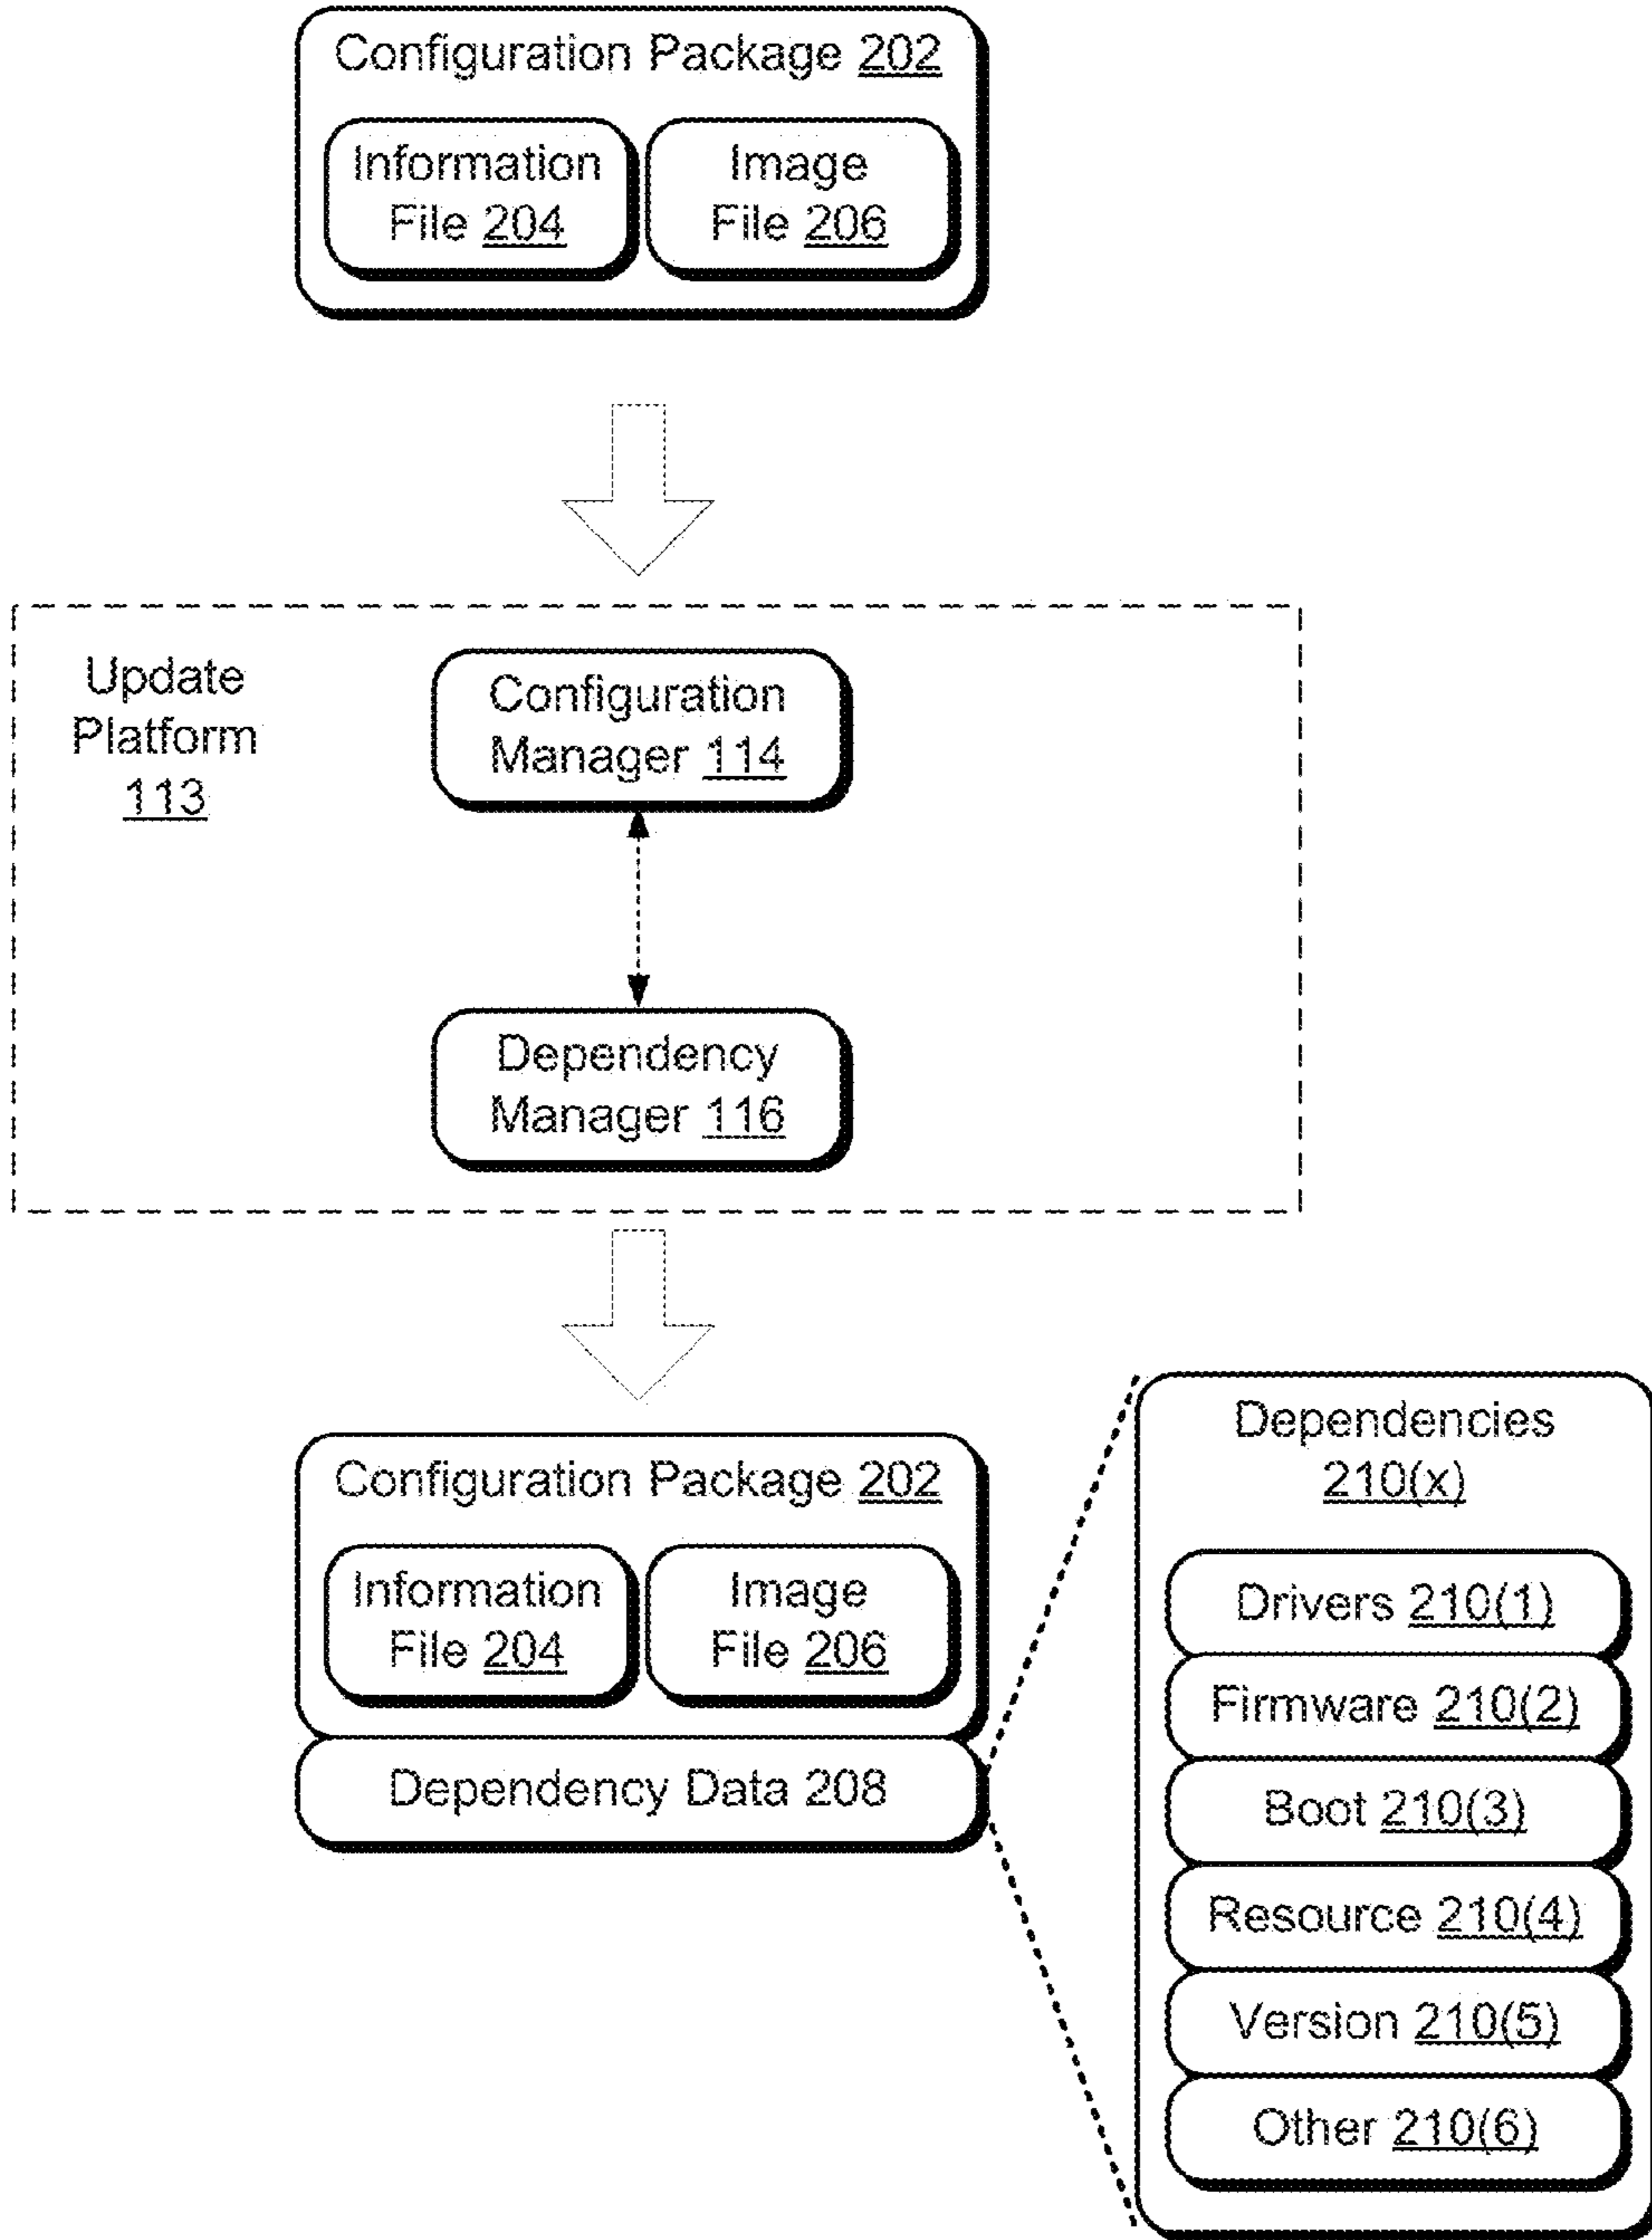 Configuration Package 202
Information
File 204
Image
File 206
Update
Platform
113
Configuration
Manager 114
Dependency
Manager 116
Configuration Package 202
Information
File 204
Image
File 206
Dependency Data 208
Dependencies
210(x)
Drivers 210(1)
Firmware 210(2)
Boot 210(3)
Resource 210(4)
Version 210(5)
Other 210(6)